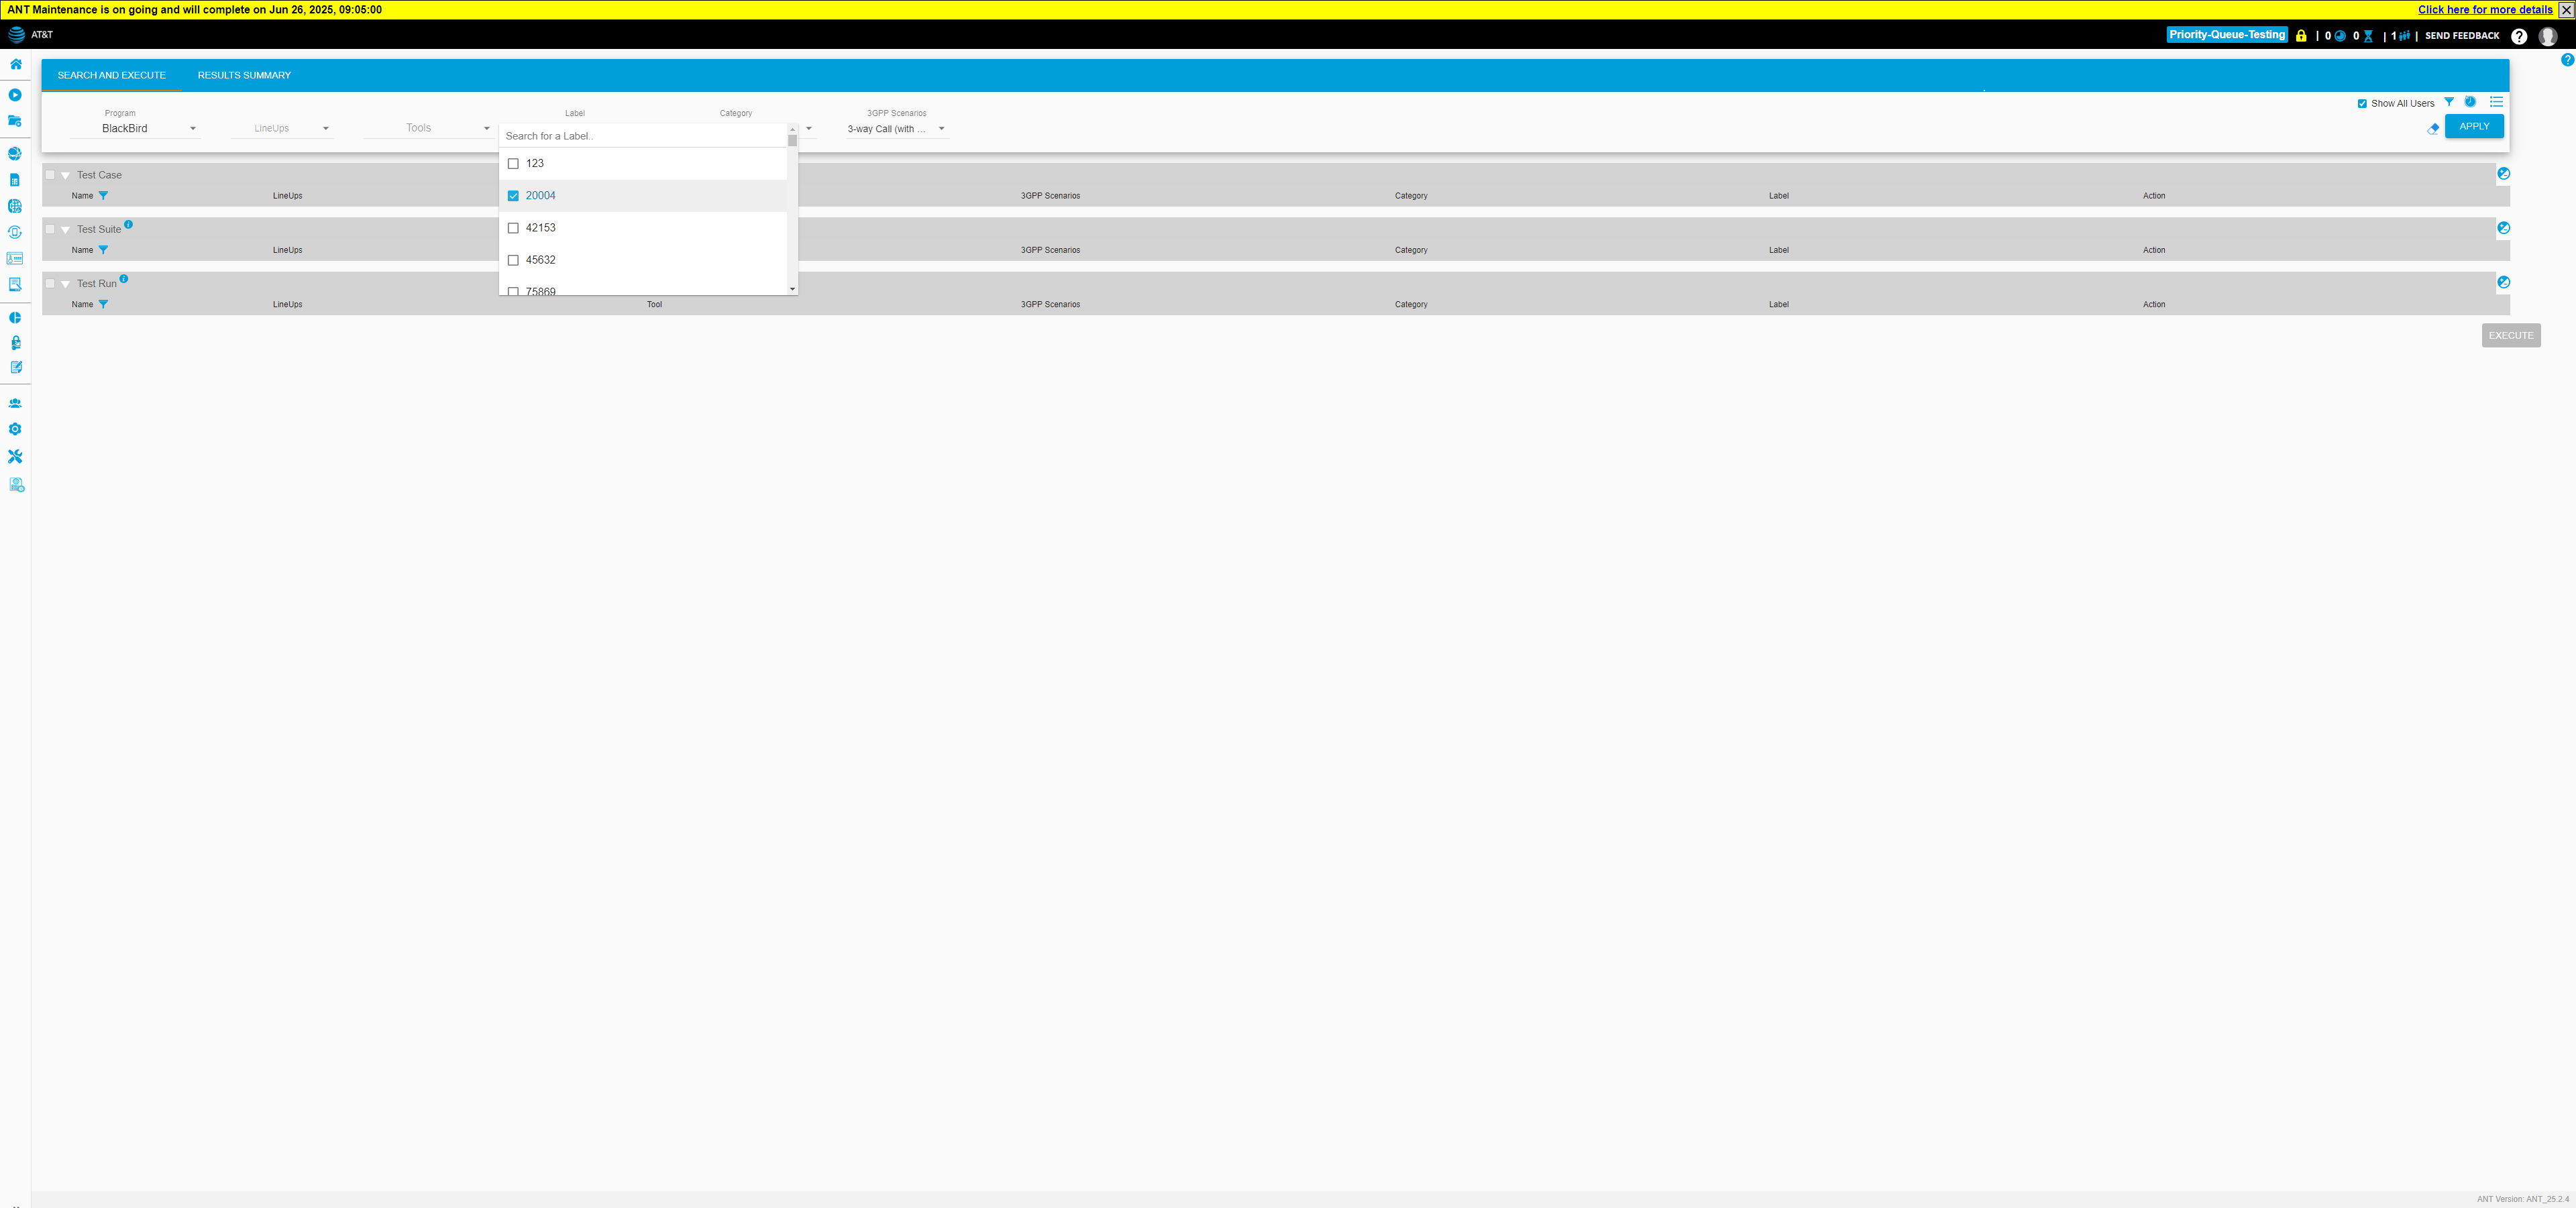 ANT Maintenance is on going and will complete on Jun 26, 2025, 09:05:00
Click here for more details
AT&T
Priority-Queue-Testing
| 0
0
| 1
|
SEND FEEDBACK
SEARCH AND EXECUTE
RESULTS SUMMARY
Program
BlackBird
LineUps
Tools
Label
Category
3GPP Scenarios
3-way Call (with ...
Show All Users
APPLY
Search for a Label..
123
20004
42153
45632
75869
Test Case
Name
LineUps
3GPP Scenarios
Category
Label
Action
Test Suite
Name
LineUps
3GPP Scenarios
Category
Label
Action
Test Run
Name
LineUps
Tool
3GPP Scenarios
Category
Label
Action
EXECUTE
ANT Version: ANT_25.2.4